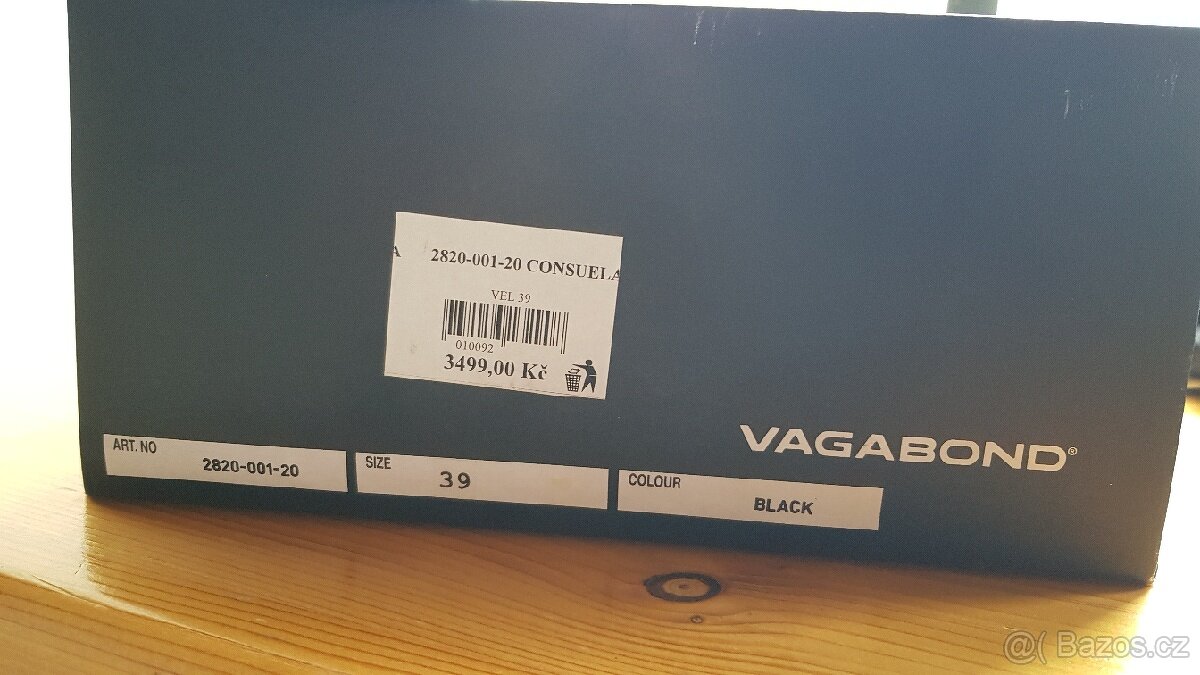 A 2820-001-20 CONSUELA
VEL 39
010092
3499,00 Kč
VAGABOND®
ART. NO 2820-001-20
SIZE 39
COLOUR BLACK
@( Bazos.cz